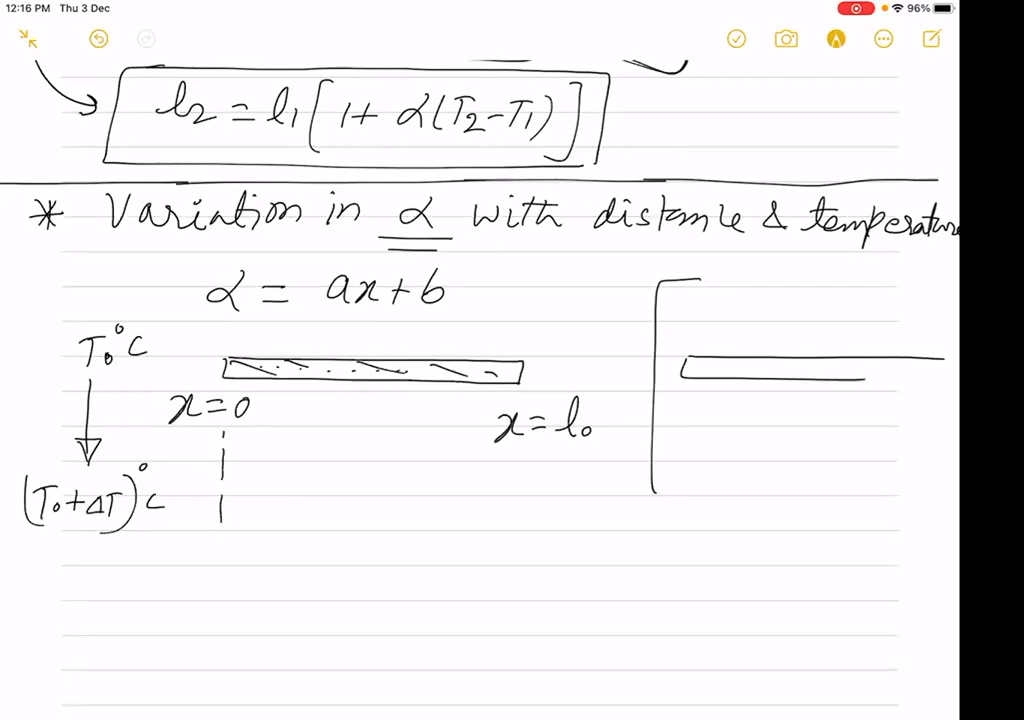 12:16 PM Thu 3 Dec 96%
l₂ = l₁[1 + α(T₂-T₁)]
* Variation in α with distance & temperature
α = ax + b
T₀°C
x = 0
x = l₀
(T₀+ΔT)°C